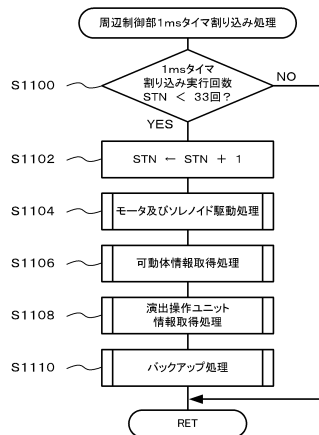 周辺制御部1msタイマ割り込み処理
S1100
1msタイマ
割り込み実行回数
STN < 33回?
NO
YES
S1102
STN ← STN + 1
S1104
モータ及びソレノイド駆動処理
S1106
可動体情報取得処理
S1108
演出操作ユニット
情報取得処理
S1110
バックアップ処理
RET